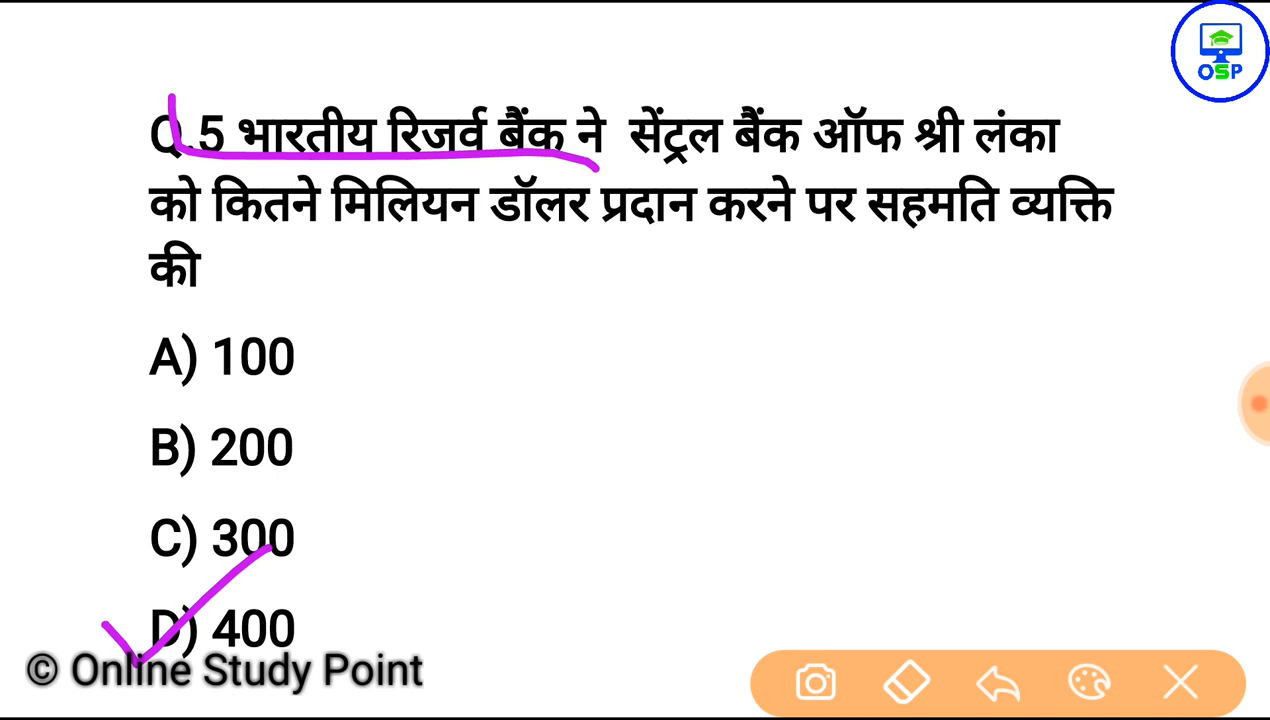 OSP
Q.5 भारतीय रिजर्व बैंक ने सेंट्रल बैंक ऑफ श्री लंका
को कितने मिलियन डॉलर प्रदान करने पर सहमति व्यक्ति
की
A) 100
B) 200
C) 300
D) 400
© Online Study Point